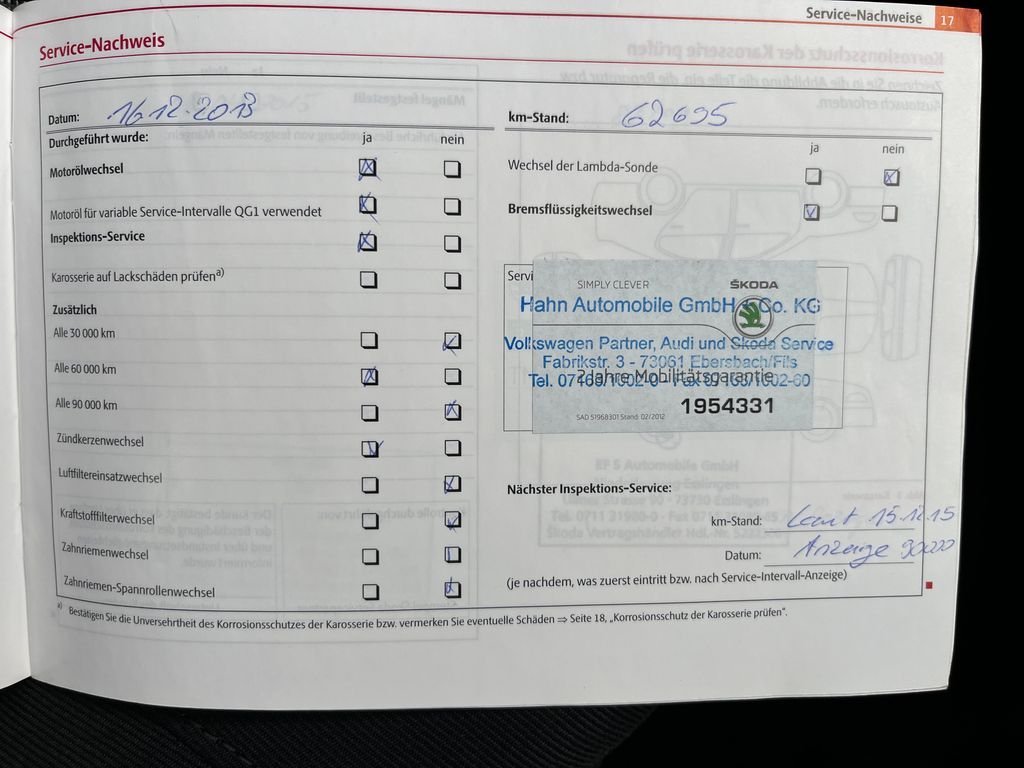 Service-Nachweise 17
Service-Nachweis
Datum: 16.12.2013
km-Stand: 62695
Durchgeführt wurde: ja nein
ja nein
Motorölwechsel
Wechsel der Lambda-Sonde
Motoröl für variable Service-Intervalle QG1 verwendet
Bremsflüssigkeitswechsel
Inspektions-Service
Karosserie auf Lackschäden prüfen a)
Zusätzlich
Alle 30 000 km
Alle 60 000 km
Alle 90 000 km
Zündkerzenwechsel
Luftfiltereinsatzwechsel
Kraftstofffilterwechsel
Zahnriemenwechsel
Zahnriemen-Spannrollenwechsel
Servi
SIMPLY CLEVER ŠKODA
Hahn Automobile GmbH & Co. KG
Volkswagen Partner, Audi und Skoda Service
Fabrikstr. 3 - 73061 Ebersbach/Fils
2Jahre Mobilitätsgarantie
1954331
SAD 51968301 Stand: 02/2012
Nächster Inspektions-Service:
km-Stand: Laut 15.12.15
Datum: Anzeige 90000
(je nachdem, was zuerst eintritt bzw. nach Service-Intervall-Anzeige)
a) Bestätigen Sie die Unversehrtheit des Korrosionsschutzes der Karosserie bzw. vermerken Sie eventuelle Schäden ⇒ Seite 18, „Korrosionsschutz der Karosserie prüfen“.